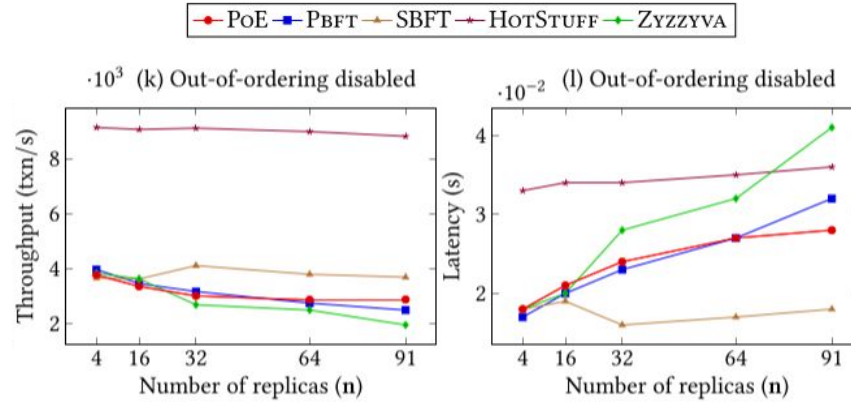 PoE PBFT SBFT HotStuff Zyzzyva
·10³ (k) Out-of-ordering disabled
8
6
4
2
Throughput (txn/s)
4 16 32 64 91
Number of replicas (n)
·10⁻² (l) Out-of-ordering disabled
4
3
2
Latency (s)
4 16 32 64 91
Number of replicas (n)